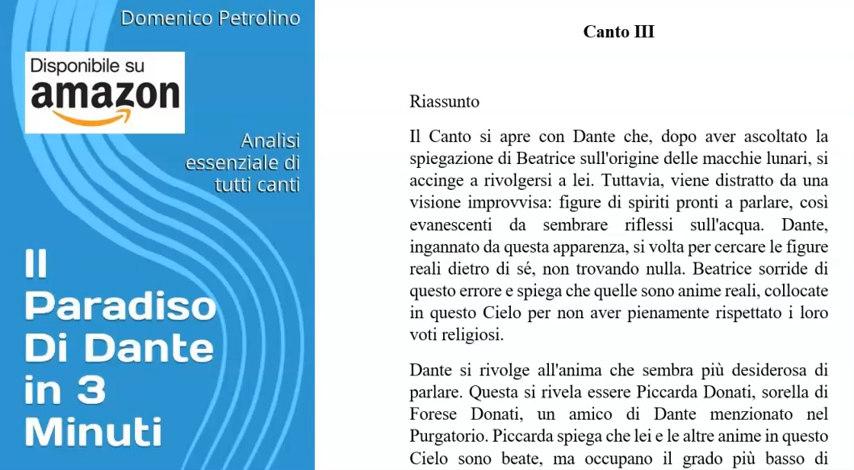 Domenico Petrolino
Disponibile su
amazon
Analisi
essenziale di
tutti canti
Il
Paradiso
Di Dante
in 3
Minuti
Canto III
Riassunto
Il Canto si apre con Dante che, dopo aver ascoltato la
spiegazione di Beatrice sull'origine delle macchie lunari, si
accinge a rivolgersi a lei. Tuttavia, viene distratto da una
visione improvvisa: figure di spiriti pronti a parlare, così
evanescenti da sembrare riflessi sull'acqua. Dante,
ingannato da questa apparenza, si volta per cercare le figure
reali dietro di sé, non trovando nulla. Beatrice sorride di
questo errore e spiega che quelle sono anime reali, collocate
in questo Cielo per non aver pienamente rispettato i loro
voti religiosi.
Dante si rivolge all'anima che sembra più desiderosa di
parlare. Questa si rivela essere Piccarda Donati, sorella di
Forese Donati, un amico di Dante menzionato nel
Purgatorio. Piccarda spiega che lei e le altre anime in questo
Cielo sono beate, ma occupano il grado più basso di